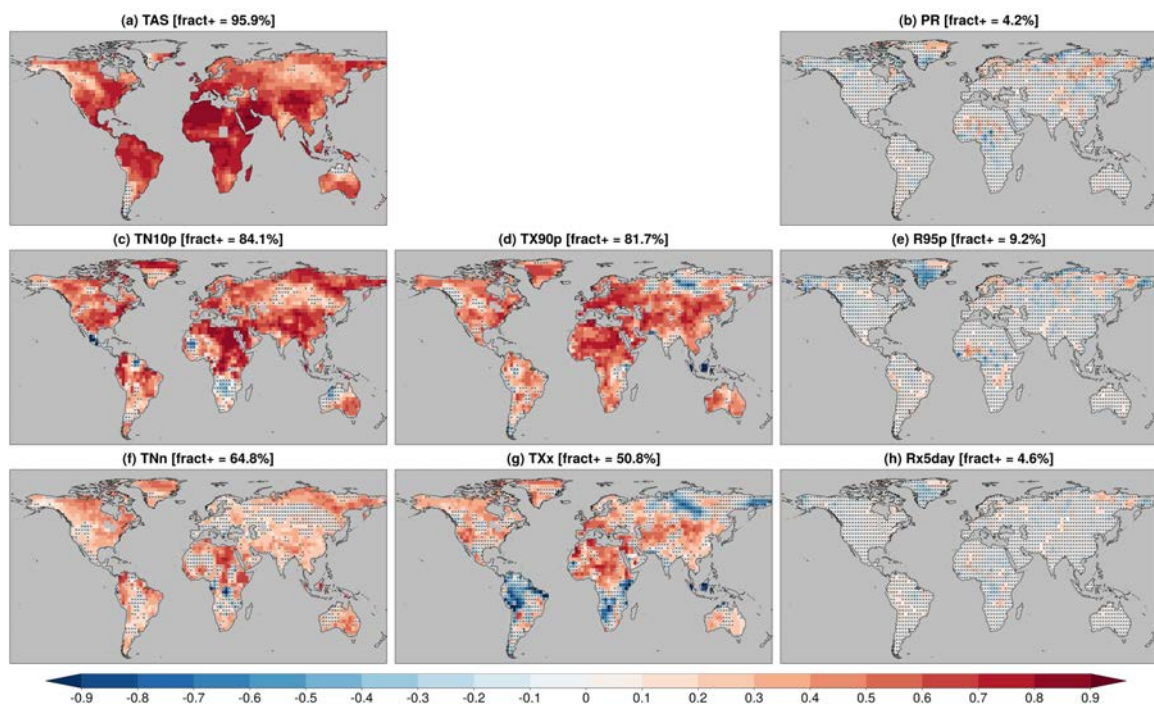 (a) TAS [fract+ = 95.9%]
(b) PR [fract+ = 4.2%]
(c) TN10p [fract+ = 84.1%]
(d) TX90p [fract+ = 81.7%]
(e) R95p [fract+ = 9.2%]
(f) TNn [fract+ = 64.8%]
(g) TXx [fract+ = 50.8%]
(h) Rx5day [fract+ = 4.6%]
-0.9 -0.8 -0.7 -0.6 -0.5 -0.4 -0.3 -0.2 -0.1 0 0.1 0.2 0.3 0.4 0.5 0.6 0.7 0.8 0.9